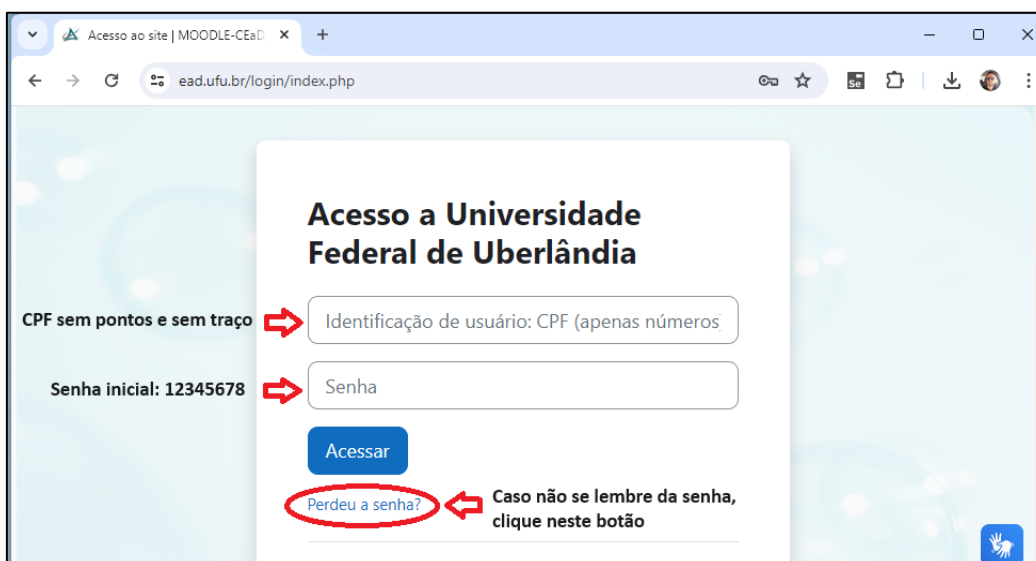 Acesso ao site | MOODLE-CEaD
ead.ufu.br/login/index.php
Se
Acesso a Universidade
Federal de Uberlândia
CPF sem pontos e sem traço
Identificação de usuário: CPF (apenas números)
Senha inicial: 12345678
Senha
Acessar
Perdeu a senha?
Caso não se lembre da senha,
clique neste botão